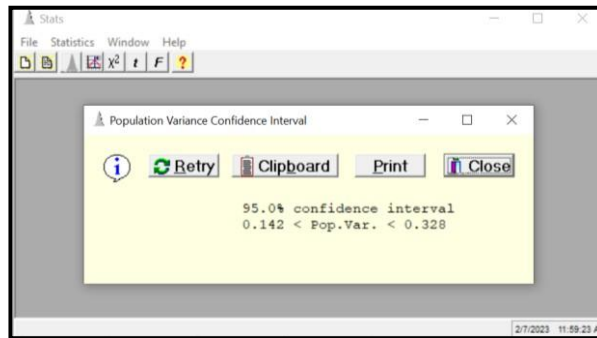 Stats
File Statistics Window Help
χ² t F ?
Population Variance Confidence Interval
i Retry Clipboard Print Close
95.0% confidence interval
0.142 < Pop.Var. < 0.328
2/7/2023 11:59:23 A